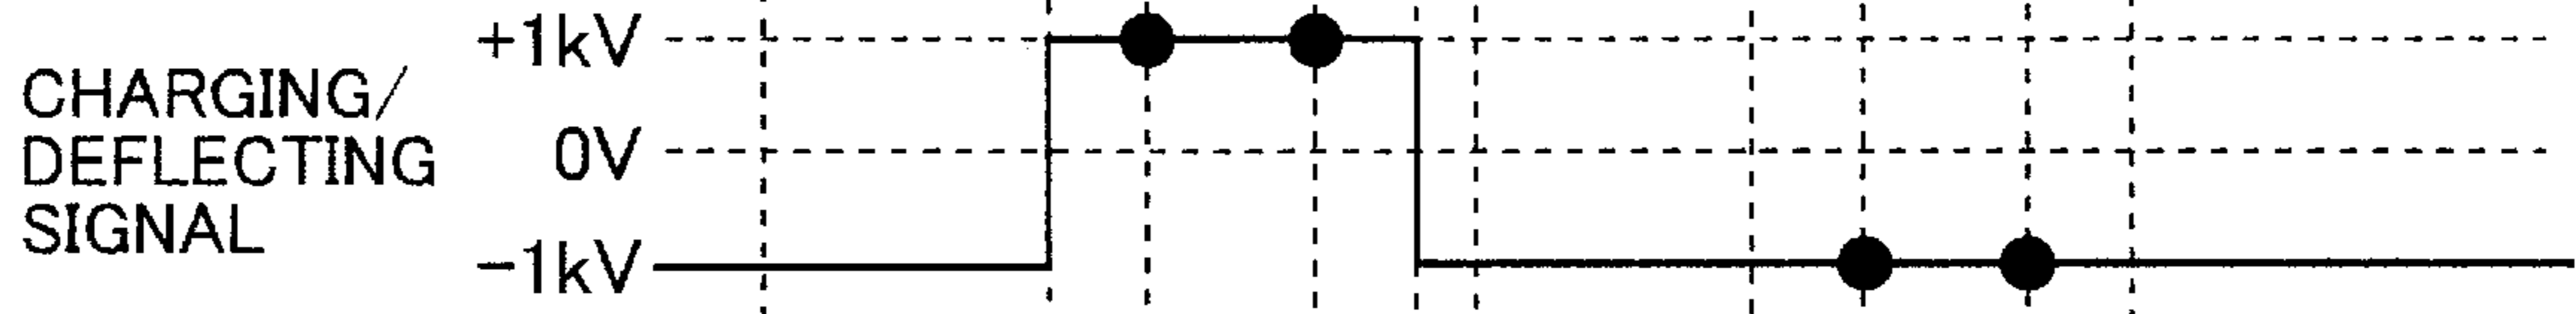 CHARGING/
DEFLECTING
SIGNAL
+1kV
0V
−1kV